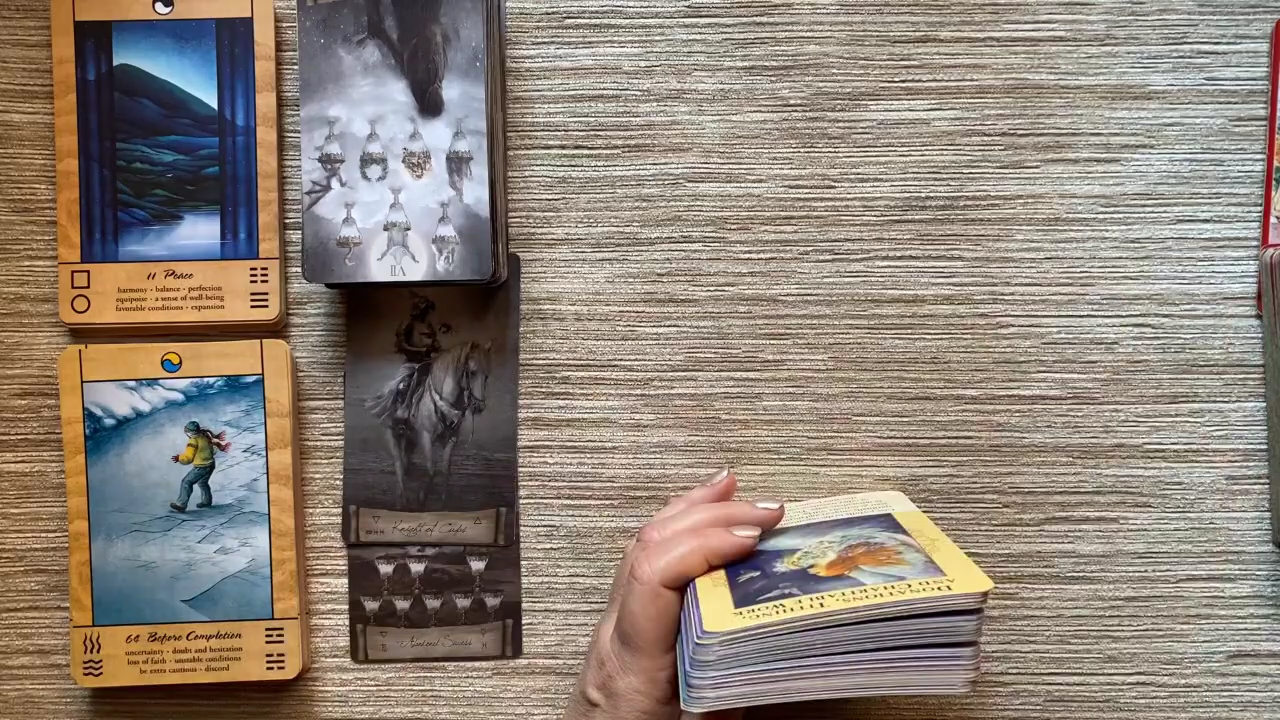 11 Peace
harmony - balance - perfection
equipoise - a sense of well-being
favorable conditions - expansion
VII
64 Before Completion
uncertainty - doubt and hesitation
loss of faith - unstable conditions
be extra cautious - discord
Knight of Cups
DONATIONS, TITHING,
AND CHARITABLE WORK